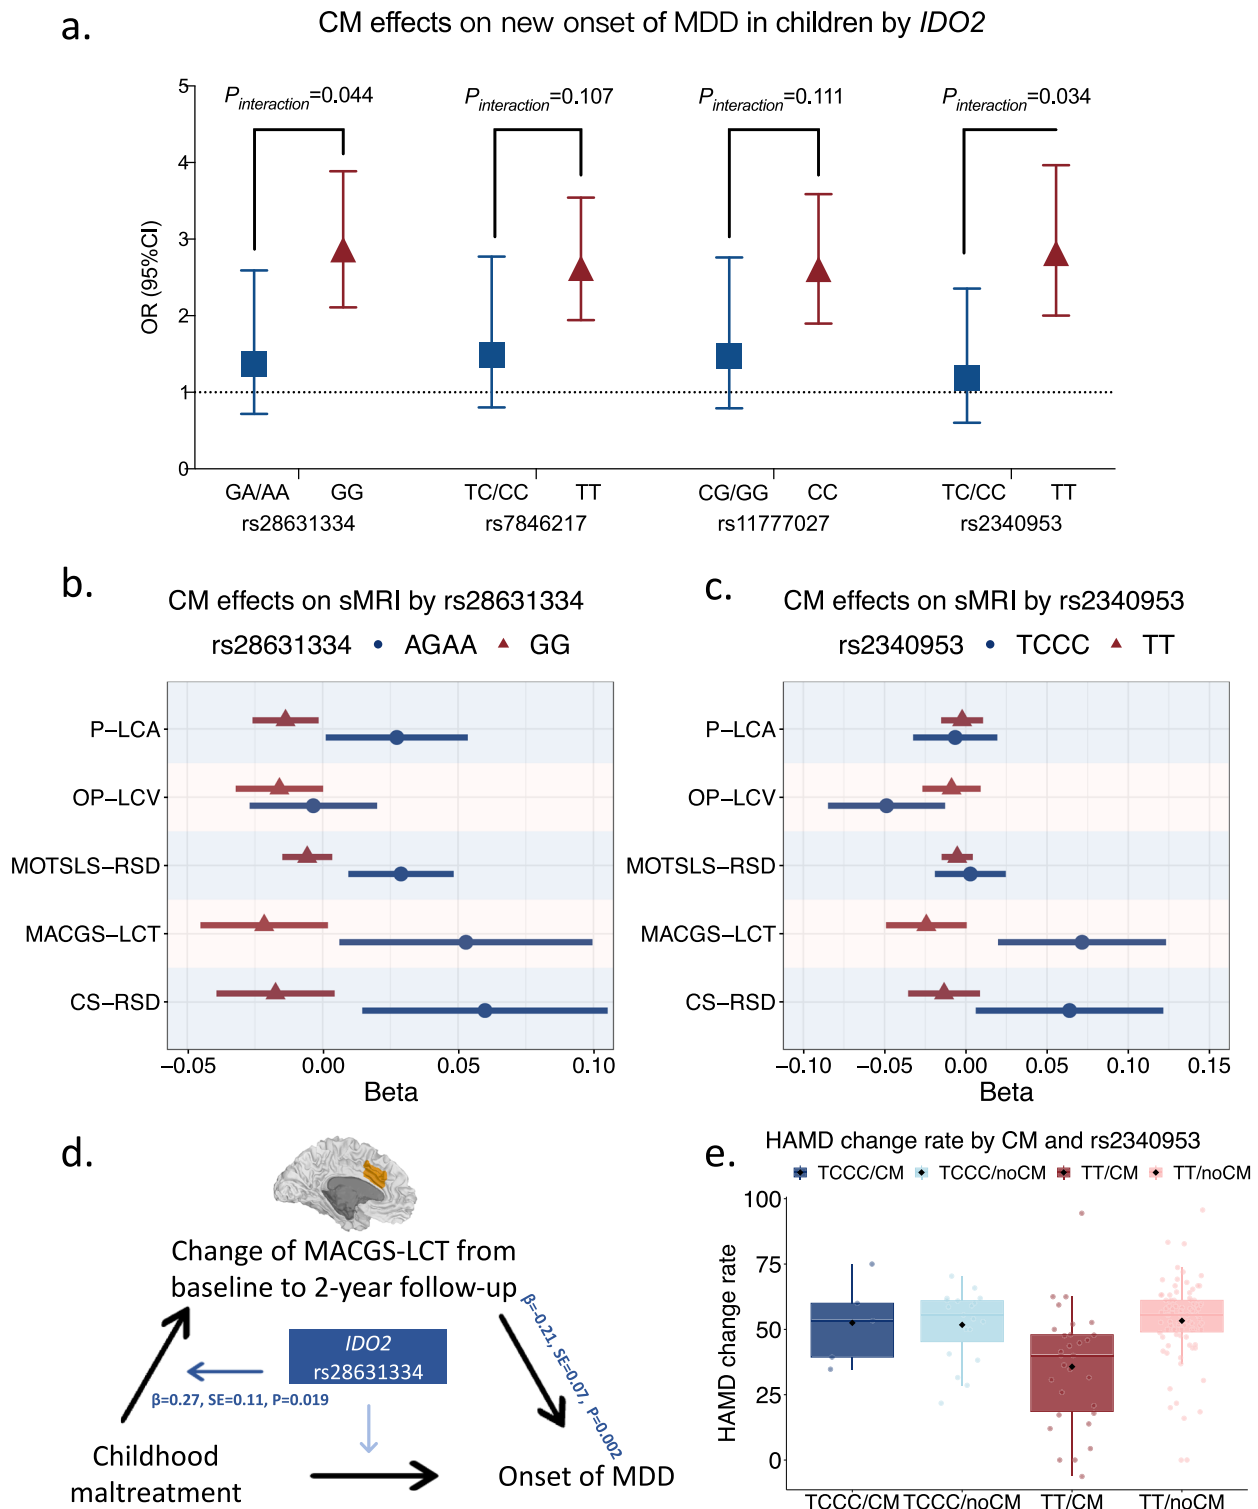 a.
CM effects on new onset of MDD in children by IDO2
P interaction=0.044
P interaction=0.107
P interaction=0.111
P interaction=0.034
OR (95%CI)
5
4
3
2
1
0
GA/AA GG TC/CC TT CG/GG CC TC/CC TT
rs28631334 rs7846217 rs11777027 rs2340953
b.
CM effects on sMRI by rs28631334
rs28631334 AGAA GG
P−LCA
OP−LCV
MOTSLS−RSD
MACGS−LCT
CS−RSD
−0.05 0.00 0.05 0.10
Beta
c.
CM effects on sMRI by rs2340953
rs2340953 TCCC TT
P−LCA
OP−LCV
MOTSLS−RSD
MACGS−LCT
CS−RSD
−0.10 −0.05 0.00 0.05 0.10 0.15
Beta
d.
Change of MACGS-LCT from
baseline to 2-year follow-up
IDO2
rs28631334
β=0.27, SE=0.11, P=0.019
β=-0.21, SE=0.07, P=0.002
Childhood
maltreatment
Onset of MDD
e.
HAMD change rate by CM and rs2340953
TCCC/CM TCCC/noCM TT/CM TT/noCM
HAMD change rate
100
75
50
25
0
TCCC/CM TCCC/noCM TT/CM TT/noCM